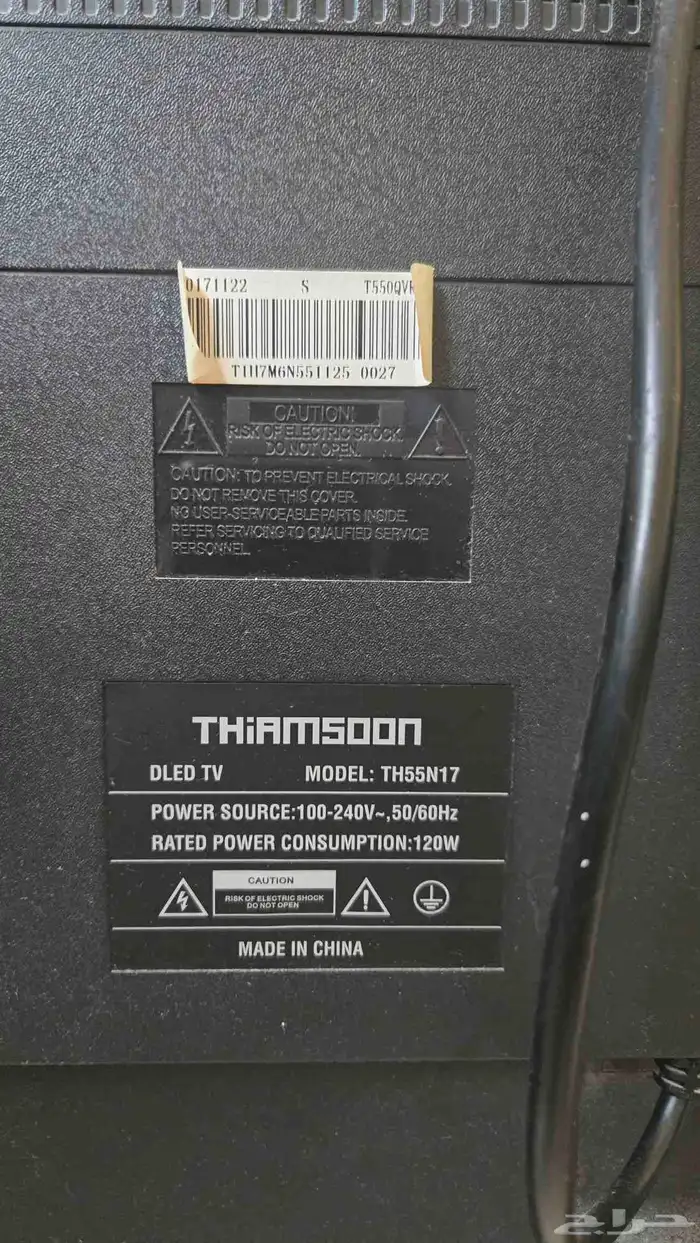 0171122 S T550QV
T1H7M6N551125 0027
CAUTION!
RISK OF ELECTRIC SHOCK.
DO NOT OPEN.
CAUTION: TO PREVENT ELECTRICAL SHOCK,
DO NOT REMOVE THIS COVER.
NO USER-SERVICEABLE PARTS INSIDE.
REFER SERVICING TO QUALIFIED SERVICE
PERSONNEL.
THiAMSOON
DLED TV MODEL: TH55N17
POWER SOURCE:100-240V~,50/60Hz
RATED POWER CONSUMPTION:120W
CAUTION
RISK OF ELECTRIC SHOCK
DO NOT OPEN
MADE IN CHINA
حراج